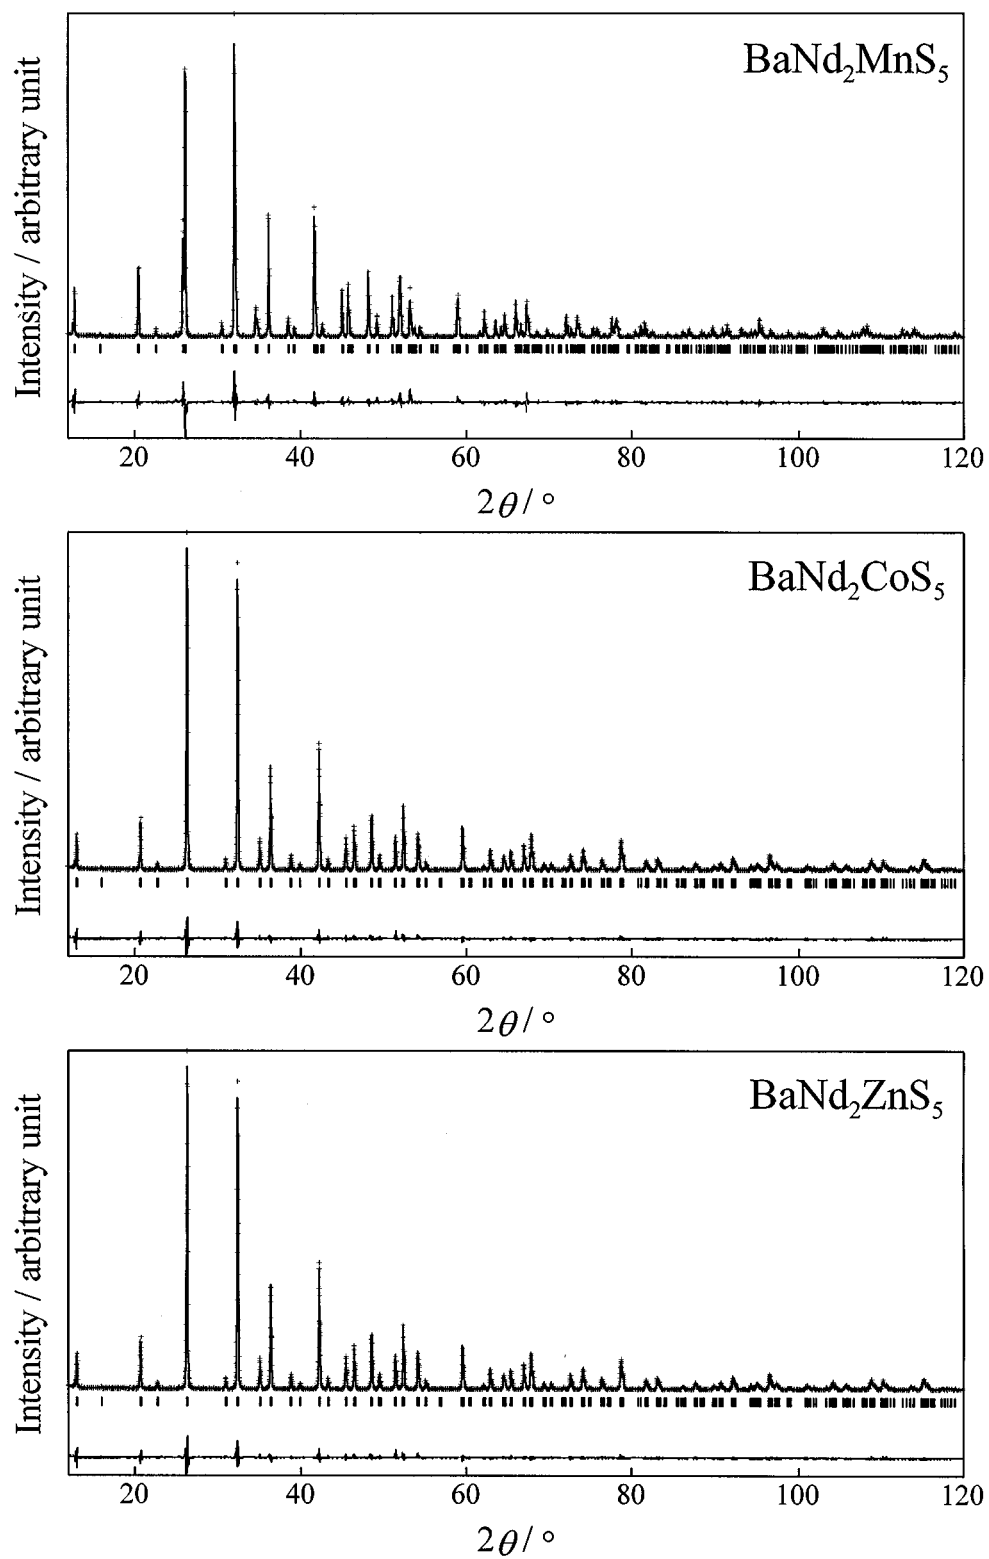 BaNd₂MnS₅
Intensity / arbitrary unit
20 40 60 80 100 120
2θ / °
BaNd₂CoS₅
Intensity / arbitrary unit
20 40 60 80 100 120
2θ / °
BaNd₂ZnS₅
Intensity / arbitrary unit
20 40 60 80 100 120
2θ / °